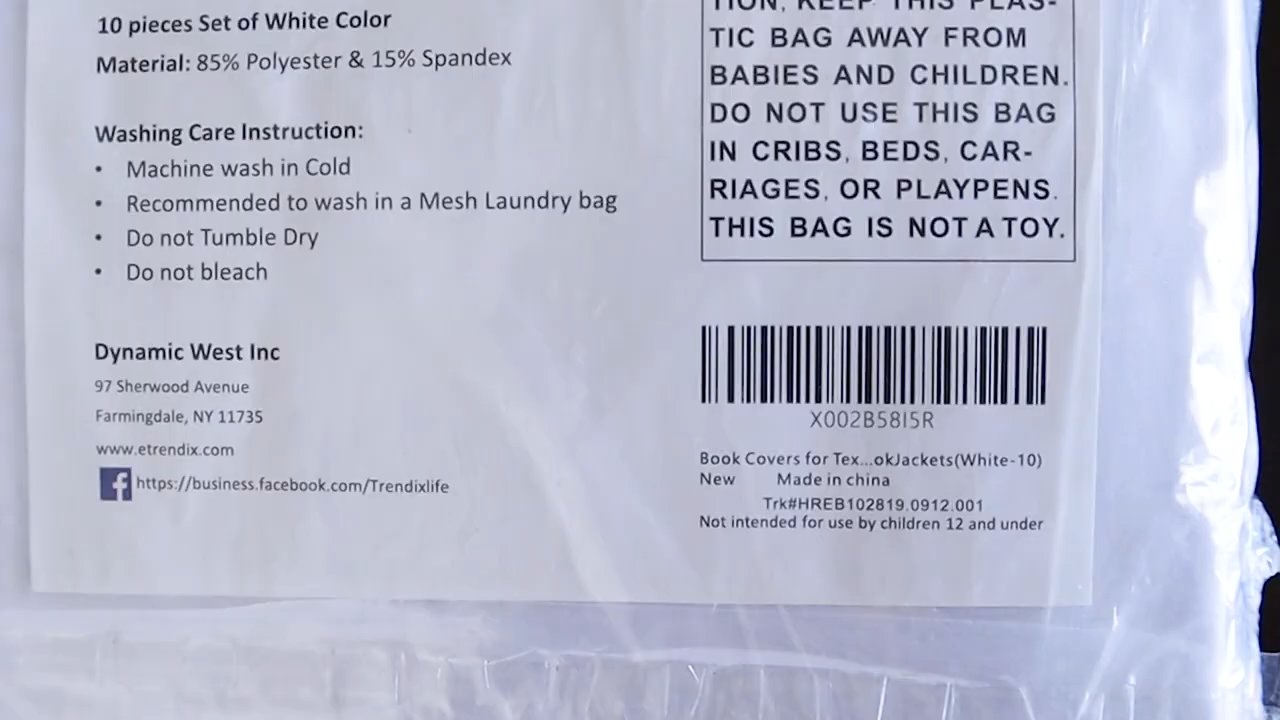 10 pieces Set of White Color
Material: 85% Polyester & 15% Spandex
Washing Care Instruction:
• Machine wash in Cold
• Recommended to wash in a Mesh Laundry bag
• Do not Tumble Dry
• Do not bleach
Dynamic West Inc
97 Sherwood Avenue
Farmingdale, NY 11735
www.etrendix.com
f https://business.facebook.com/Trendixlife
TION, KEEP THIS PLAS-
TIC BAG AWAY FROM
BABIES AND CHILDREN.
DO NOT USE THIS BAG
IN CRIBS, BEDS, CAR-
RIAGES, OR PLAYPENS.
THIS BAG IS NOT A TOY.
X002B58I5R
Book Covers for Tex...okJackets(White-10)
New Made in china
Trk#HREB102819.0912.001
Not intended for use by children 12 and under